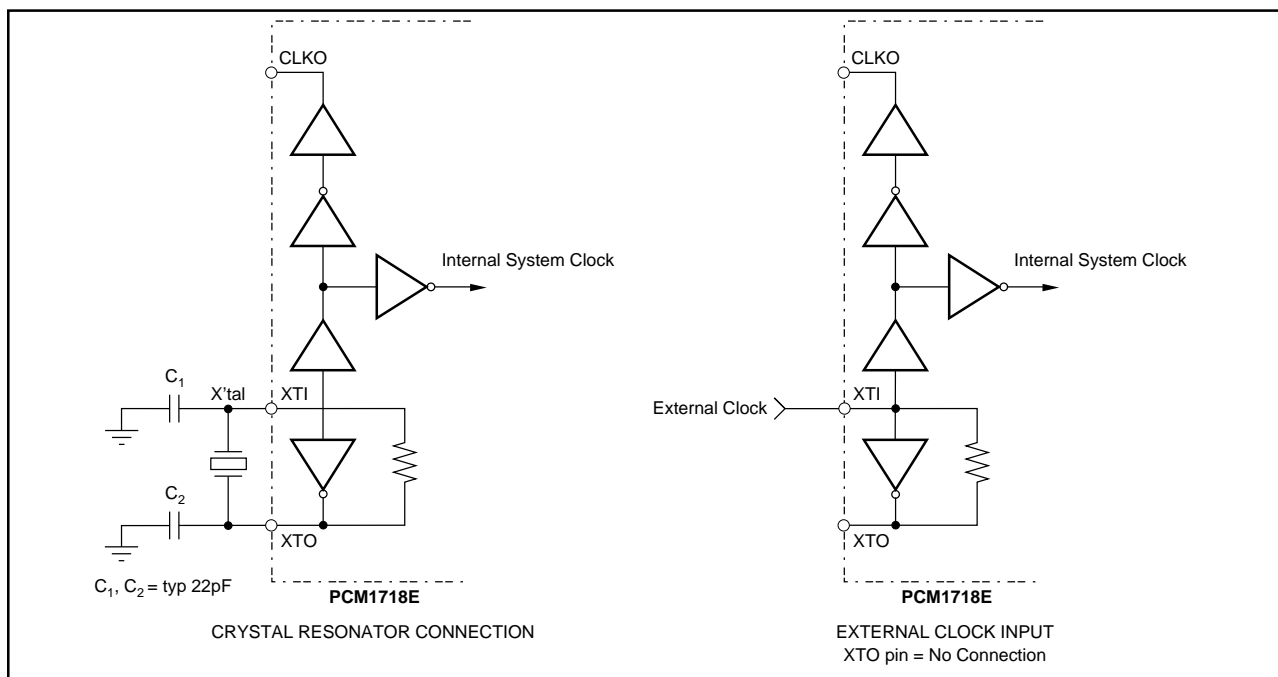 CLKO
Internal System Clock
C1
X'tal
XTI
C2
XTO
C1, C2 = typ 22pF
PCM1718E
CRYSTAL RESONATOR CONNECTION
CLKO
Internal System Clock
External Clock
XTI
XTO
PCM1718E
EXTERNAL CLOCK INPUT
XTO pin = No Connection